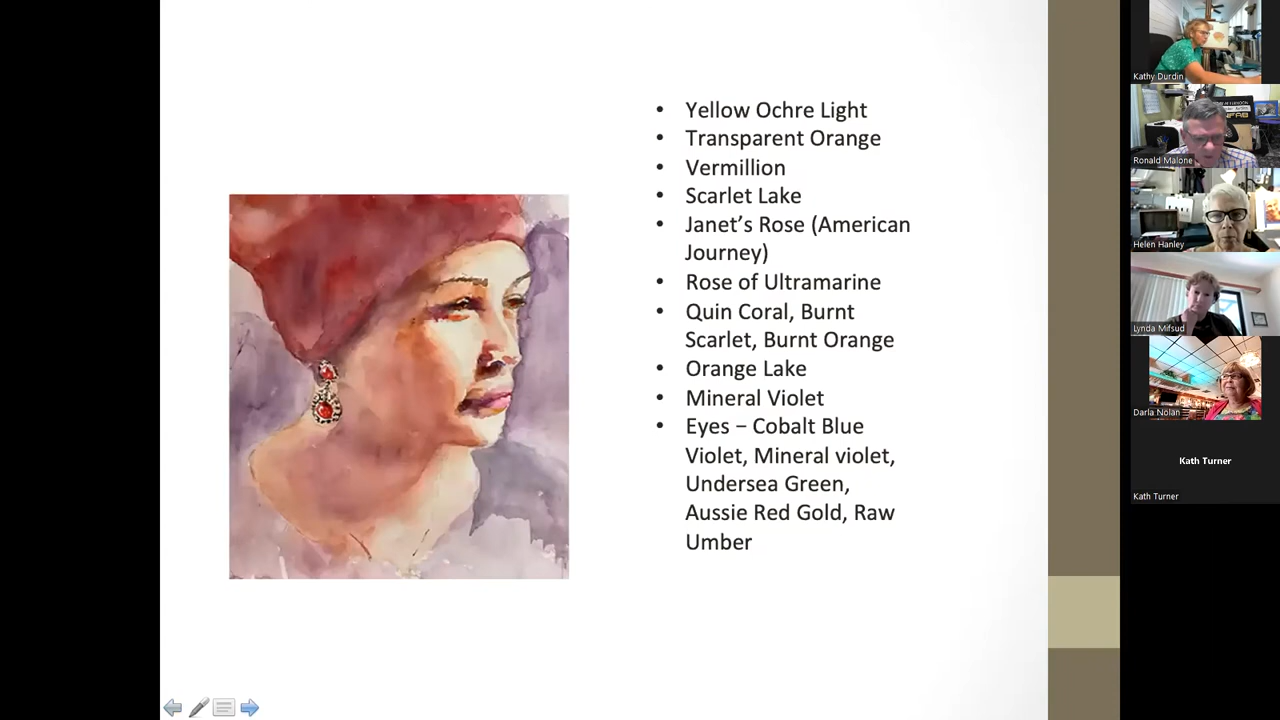 • Yellow Ochre Light
• Transparent Orange
• Vermillion
• Scarlet Lake
• Janet’s Rose (American
Journey)
• Rose of Ultramarine
• Quin Coral, Burnt
Scarlet, Burnt Orange
• Orange Lake
• Mineral Violet
• Eyes – Cobalt Blue
Violet, Mineral violet,
Undersea Green,
Aussie Red Gold, Raw
Umber
Kathy Durdin
Ronald Malone
Helen Hanley
Lynda Mifsud
Darla Nolan
Kath Turner
Kath Turner